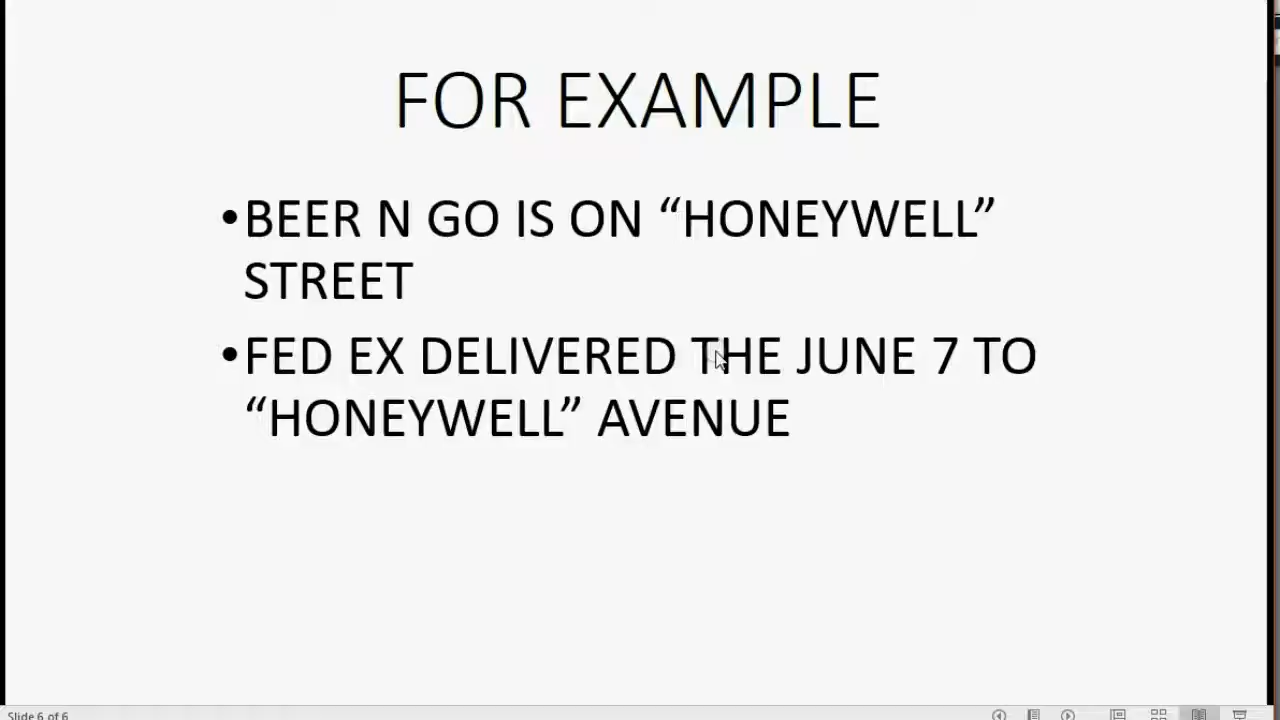 FOR EXAMPLE
•BEER N GO IS ON “HONEYWELL”
STREET
•FED EX DELIVERED THE JUNE 7 TO
“HONEYWELL” AVENUE
Slide 6 of 6